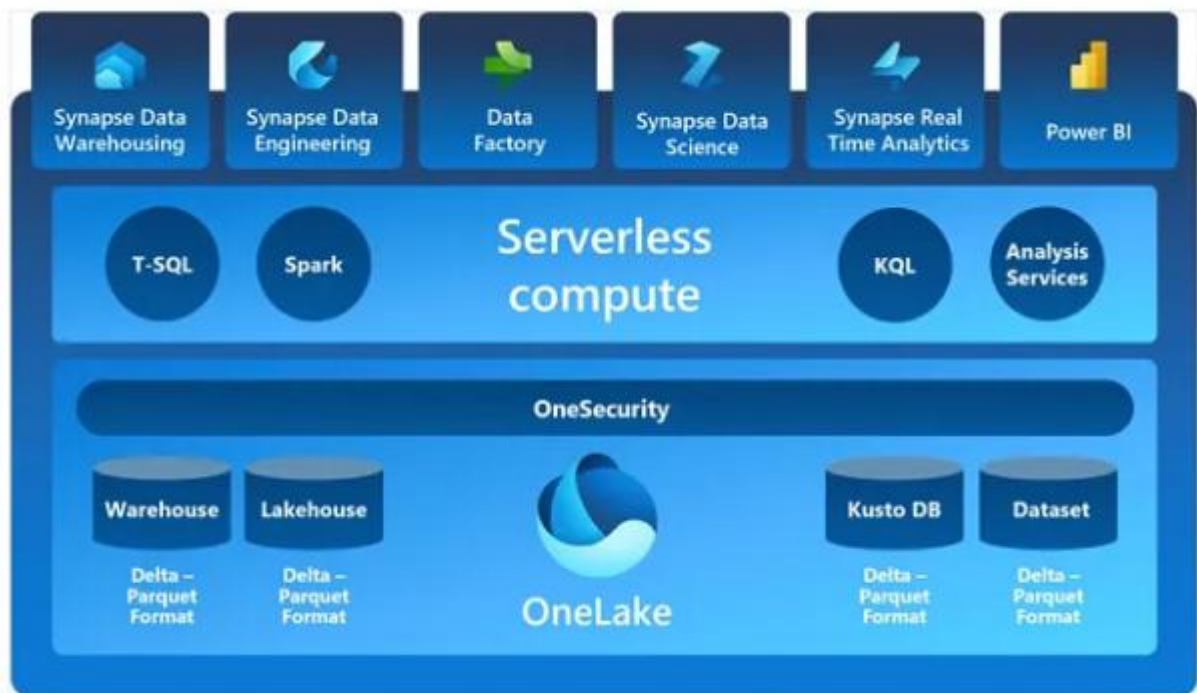 Synapse Data
Warehousing
Synapse Data
Engineering
Data
Factory
Synapse Data
Science
Synapse Real
Time Analytics
Power BI
T-SQL
Spark
Serverless
compute
KQL
Analysis
Services
OneSecurity
Warehouse
Lakehouse
Kusto DB
Dataset
Delta –
Parquet
Format
Delta –
Parquet
Format
OneLake
Delta –
Parquet
Format
Delta –
Parquet
Format